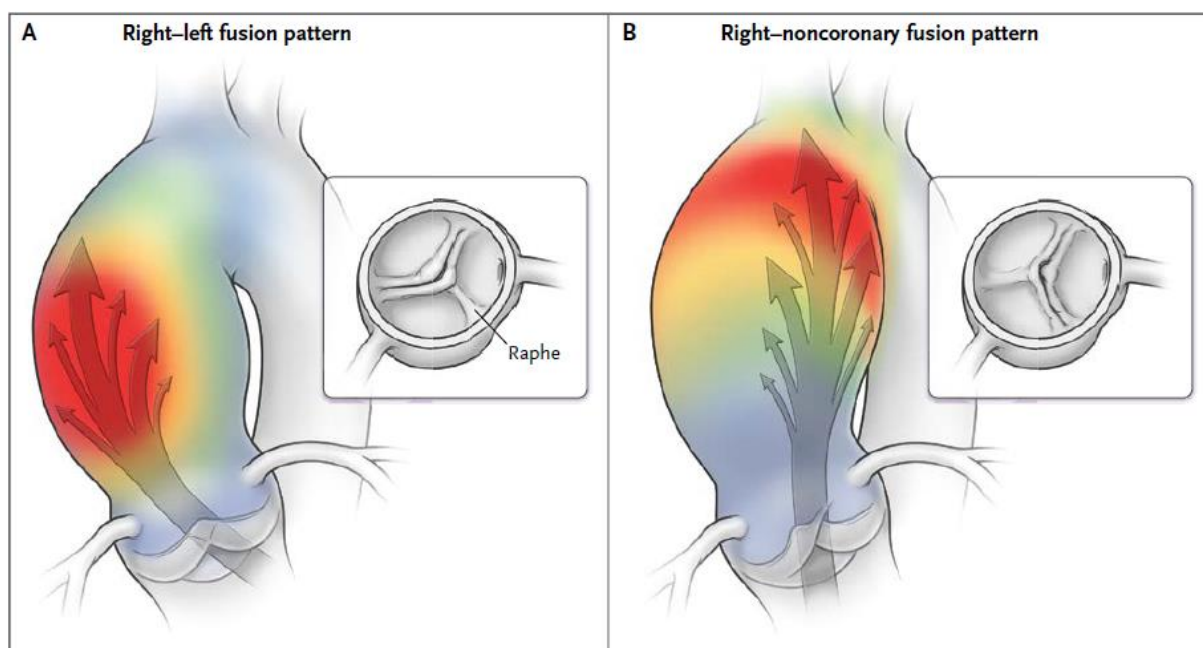 A Right–left fusion pattern
B Right–noncoronary fusion pattern
Raphe